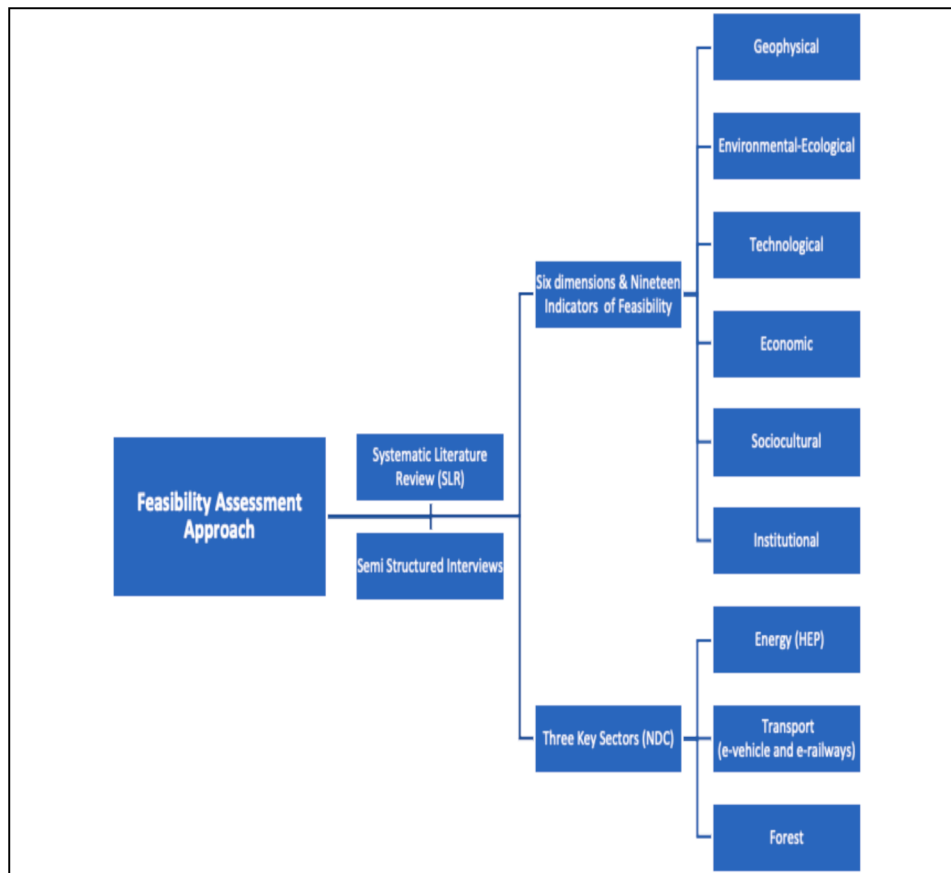 Feasibility Assessment
Approach
Systematic Literature
Review (SLR)
Semi Structured Interviews
Six dimensions & Nineteen
Indicators of Feasibility
Geophysical
Environmental-Ecological
Technological
Economic
Sociocultural
Institutional
Three Key Sectors (NDC)
Energy (HEP)
Transport
(e-vehicle and e-railways)
Forest